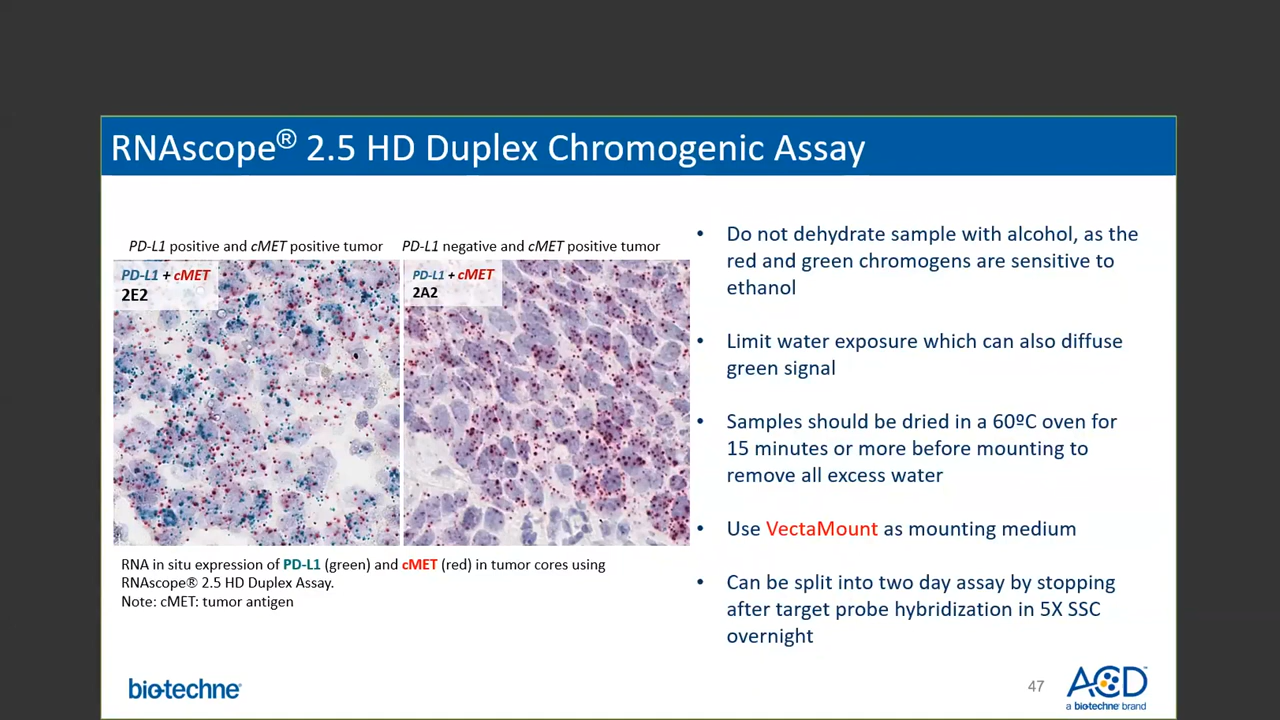 RNAscope® 2.5 HD Duplex Chromogenic Assay
PD-L1 positive and cMET positive tumor
PD-L1 negative and cMET positive tumor
PD-L1 + cMET
2E2
PD-L1 + cMET
2A2
RNA in situ expression of PD-L1 (green) and cMET (red) in tumor cores using
RNAscope® 2.5 HD Duplex Assay.
Note: cMET: tumor antigen
• Do not dehydrate sample with alcohol, as the
red and green chromogens are sensitive to
ethanol
• Limit water exposure which can also diffuse
green signal
• Samples should be dried in a 60ºC oven for
15 minutes or more before mounting to
remove all excess water
• Use VectaMount as mounting medium
• Can be split into two day assay by stopping
after target probe hybridization in 5X SSC
overnight
bio-techne®
47
ACD™
a biotechne brand